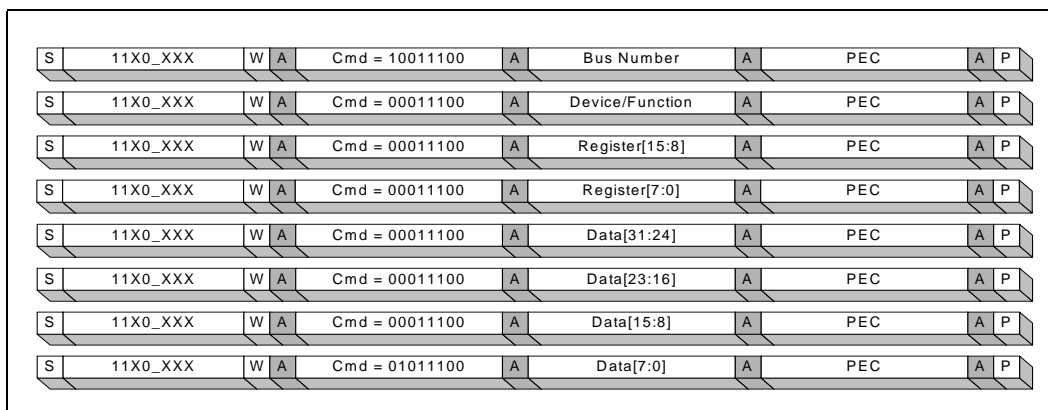 S 11X0_XXX W A Cmd = 10011100 A Bus Number A PEC A P
S 11X0_XXX W A Cmd = 00011100 A Device/Function A PEC A P
S 11X0_XXX W A Cmd = 00011100 A Register[15:8] A PEC A P
S 11X0_XXX W A Cmd = 00011100 A Register[7:0] A PEC A P
S 11X0_XXX W A Cmd = 00011100 A Data[31:24] A PEC A P
S 11X0_XXX W A Cmd = 00011100 A Data[23:16] A PEC A P
S 11X0_XXX W A Cmd = 00011100 A Data[15:8] A PEC A P
S 11X0_XXX W A Cmd = 01011100 A Data[7:0] A PEC A P